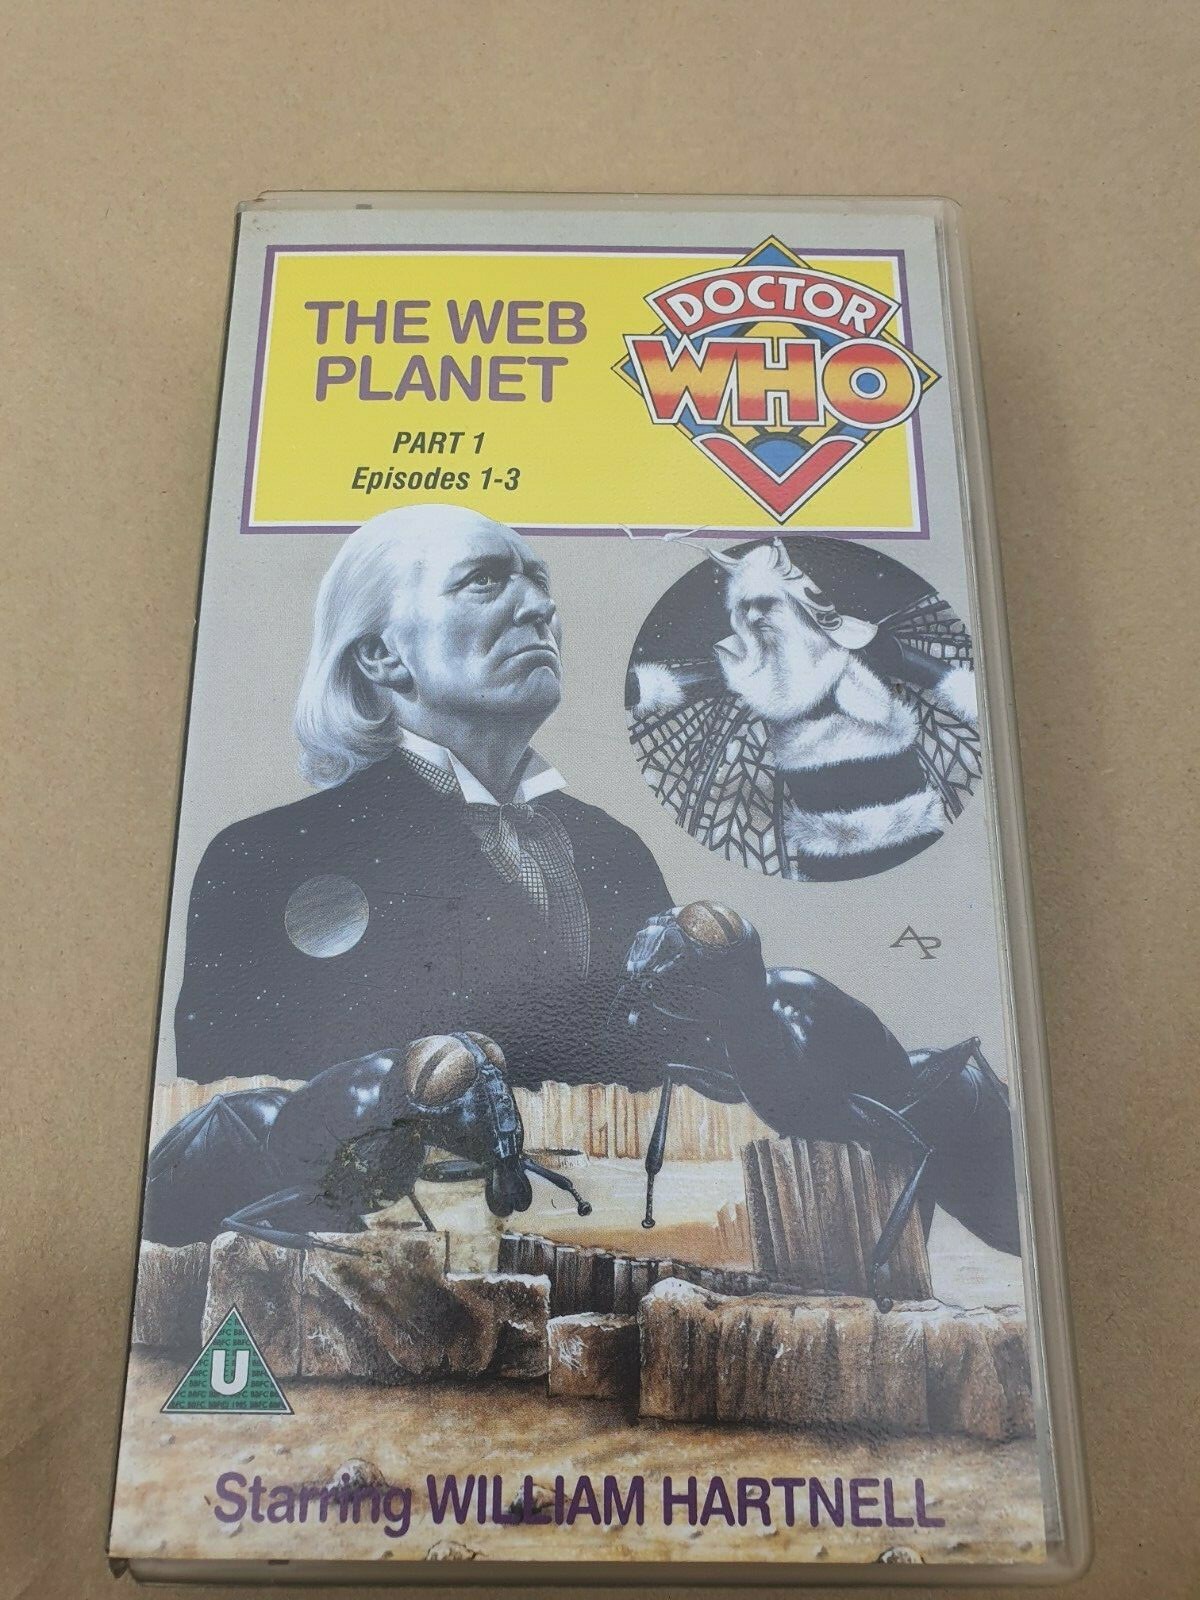 THE WEB
PLANET
PART 1
Episodes 1-3
DOCTOR
WHO
AP
U
Starring WILLIAM HARTNELL